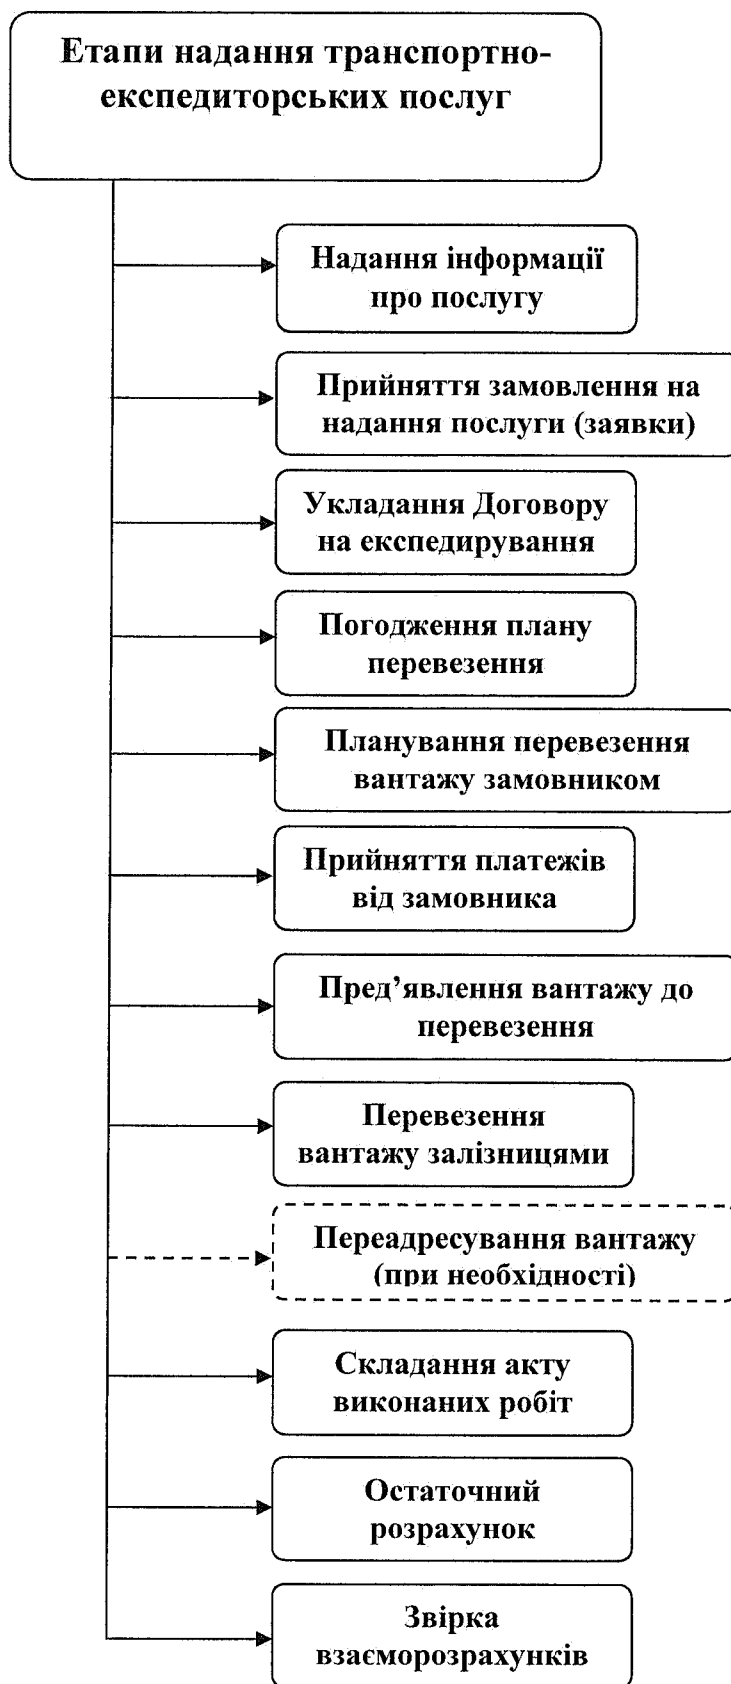 Етапи надання транспортно-
експедиторських послуг
Надання інформації
про послугу
Прийняття замовлення на
надання послуги (заявки)
Укладання Договору
на експедирування
Погодження плану
перевезення
Планування перевезення
вантажу замовником
Прийняття платежів
від замовника
Пред’явлення вантажу до
перевезення
Перевезення
вантажу залізницями
Переадресування вантажу
(при необхідності)
Складання акту
виконаних робіт
Остаточний
розрахунок
Звірка
взаєморозрахунків